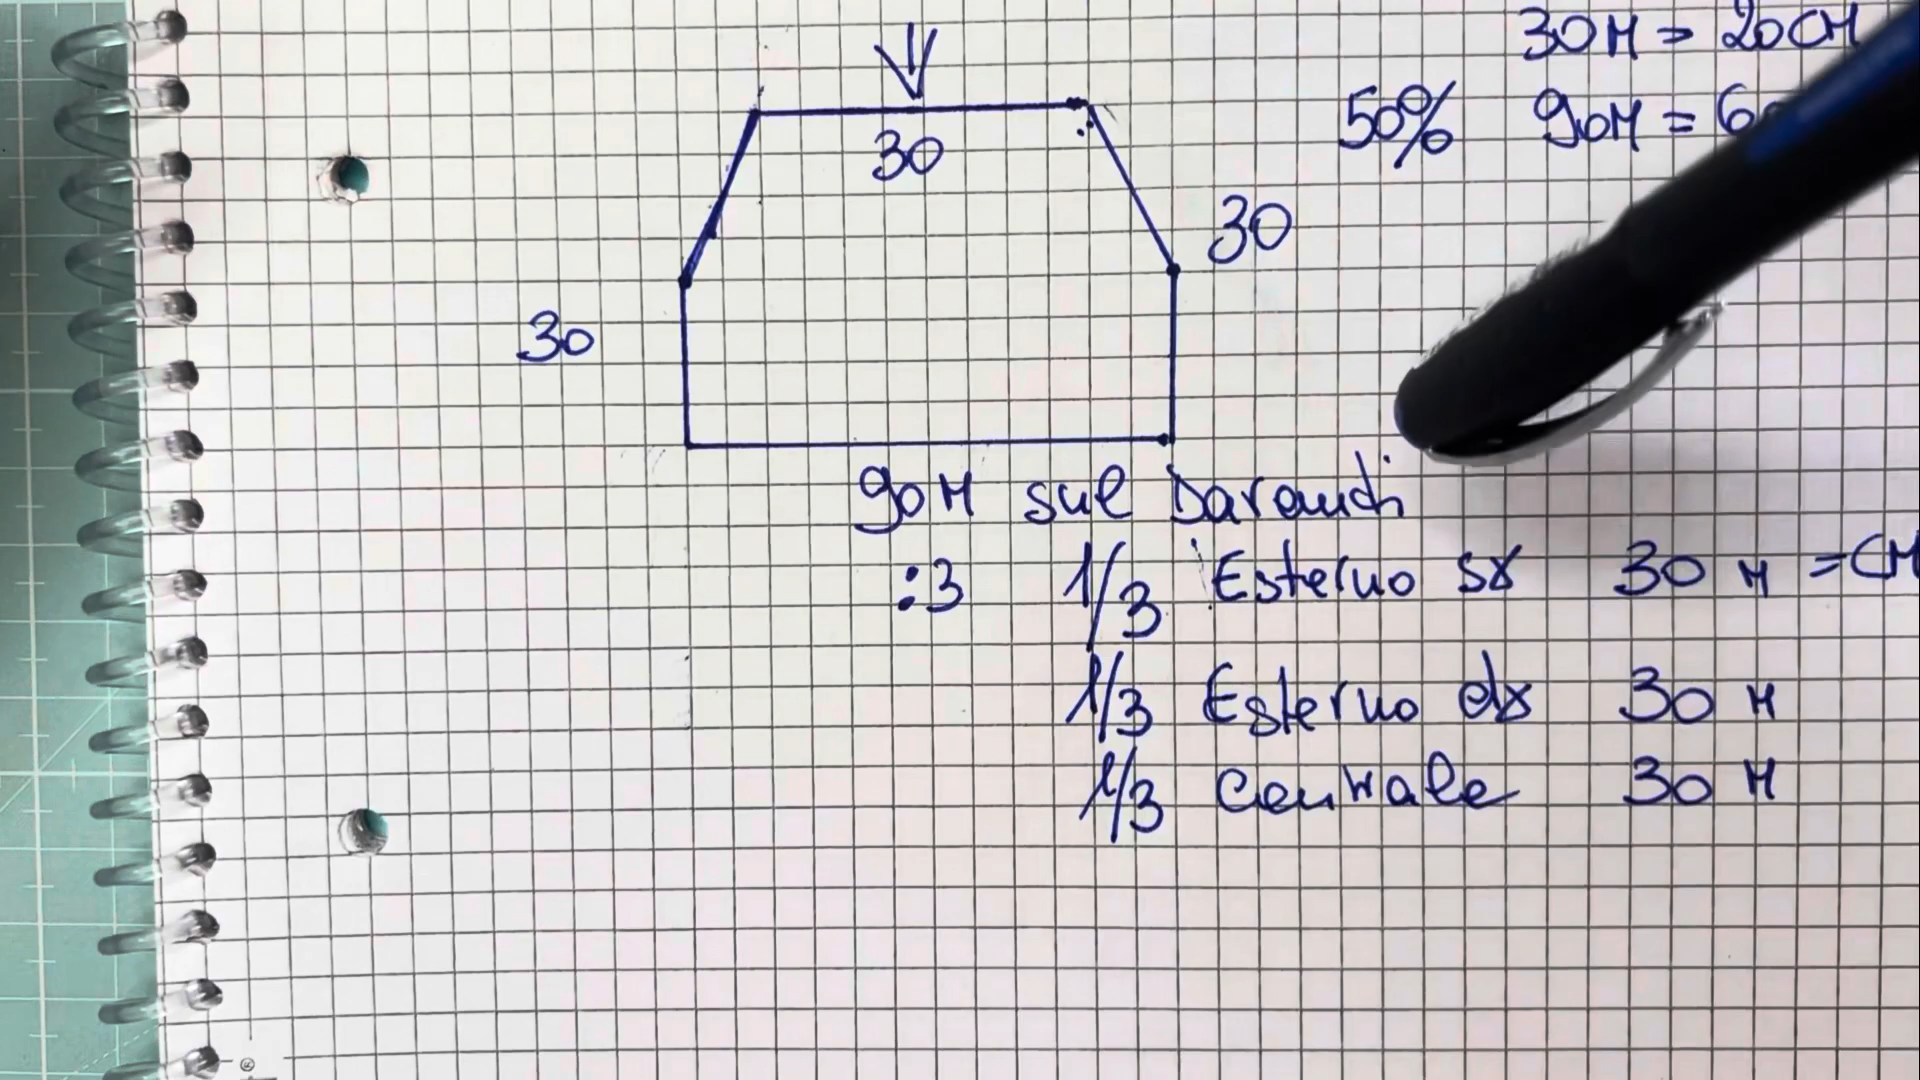 30M = 20CM
50% 90M =
30
30
30
90M sul Davanti
:3 1/3 Esterno sx 30 M = CM
1/3 Esterno dx 30 M
1/3 Centrale 30 M
®